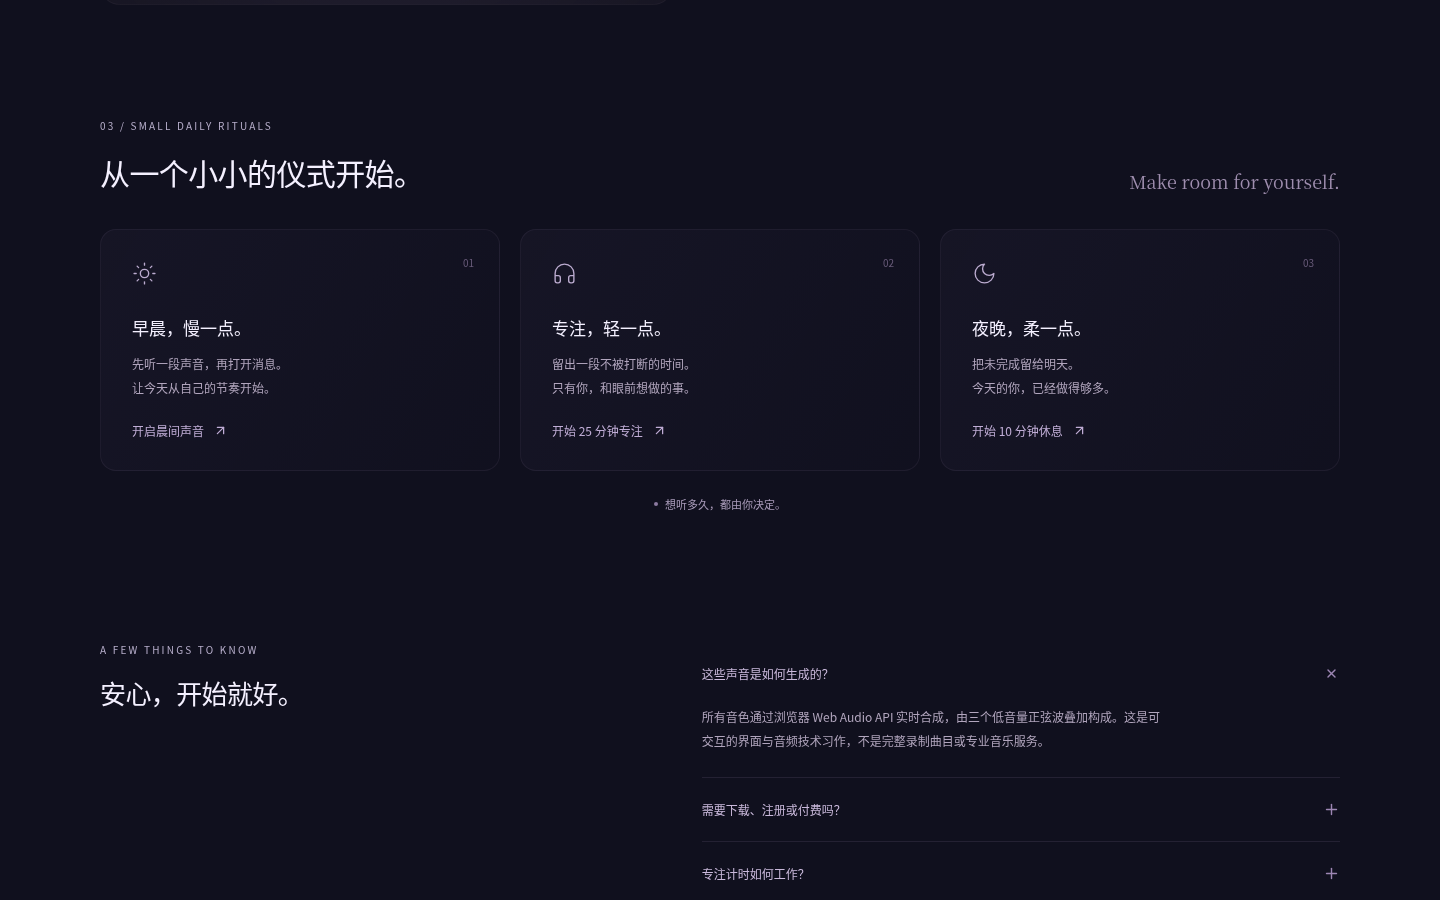 03 / SMALL DAILY RITUALS
从一个小小的仪式开始。
Make room for yourself.
01
早晨，慢一点。
先听一段声音，再打开消息。
让今天从自己的节奏开始。
开启晨间声音
02
专注，轻一点。
留出一段不被打断的时间。
只有你，和眼前想做的事。
开始 25 分钟专注
03
夜晚，柔一点。
把未完成留给明天。
今天的你，已经做得够多。
开始 10 分钟休息
想听多久，都由你决定。
A FEW THINGS TO KNOW
安心，开始就好。
这些声音是如何生成的？
所有音色通过浏览器 Web Audio API 实时合成，由三个低音量正弦波叠加构成。这是可
交互的界面与音频技术习作，不是完整录制曲目或专业音乐服务。
需要下载、注册或付费吗？
专注计时如何工作？